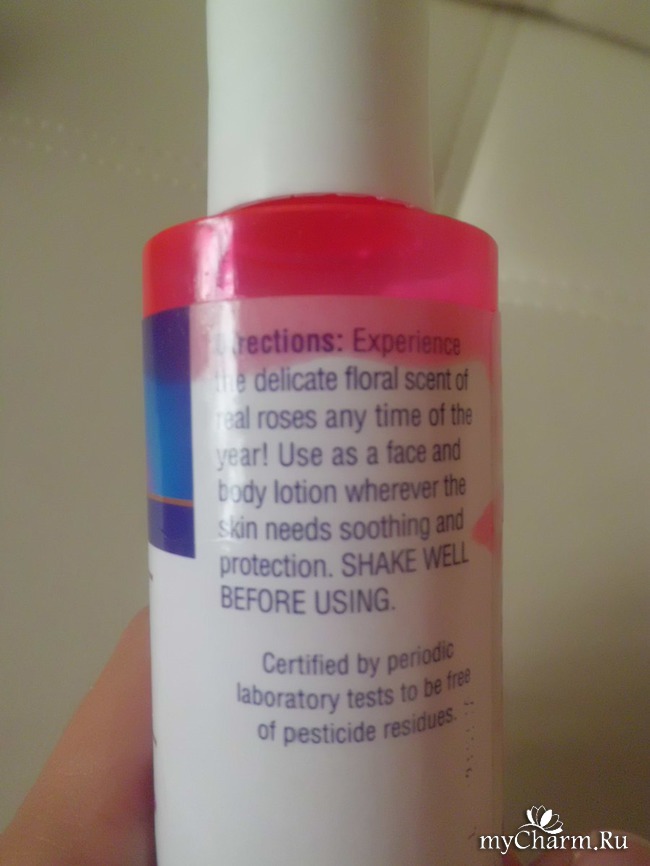 Directions: Experience
the delicate floral scent of
real roses any time of the
year! Use as a face and
body lotion wherever the
skin needs soothing and
protection. SHAKE WELL
BEFORE USING.
Certified by periodic
laboratory tests to be free
of pesticide residues.
myCharm.Ru